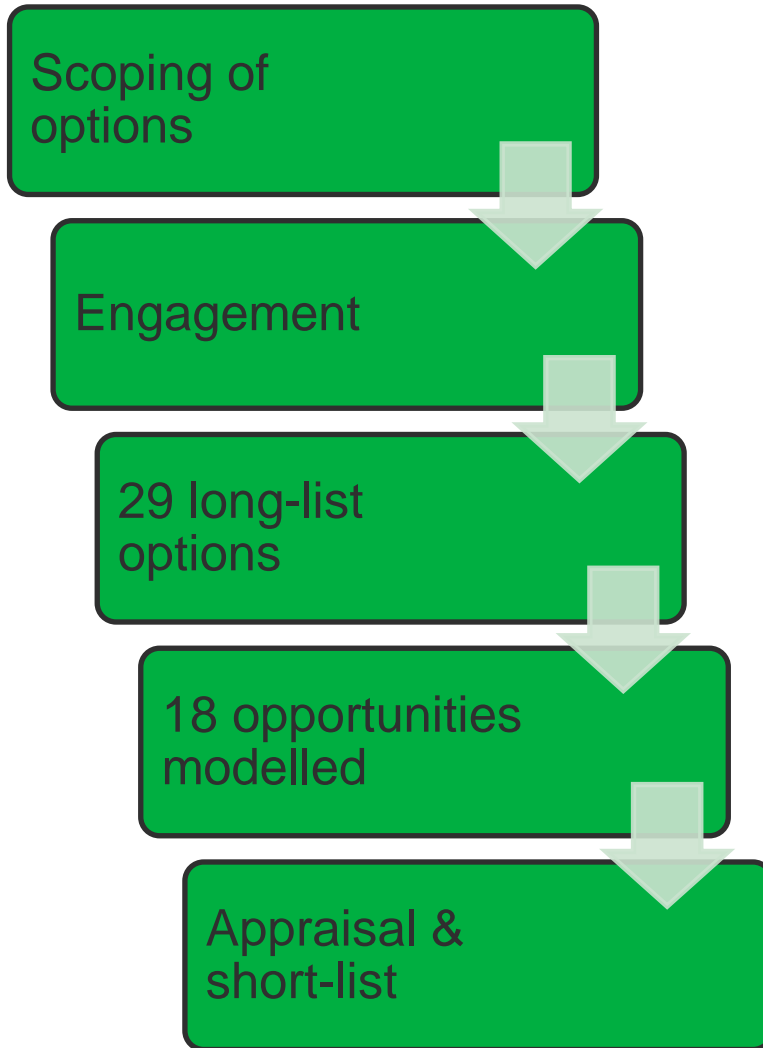 Scoping of
options
Engagement
29 long-list
options
18 opportunities
modelled
Appraisal &
short-list